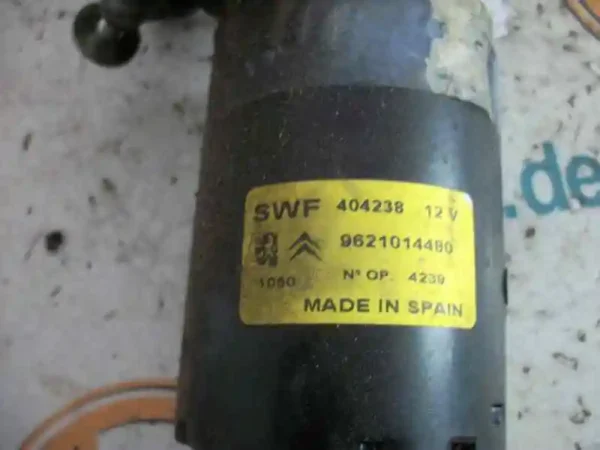 SWF 404238 12 V
9621014480
1050 Nº OP. 4239
MADE IN SPAIN
.de